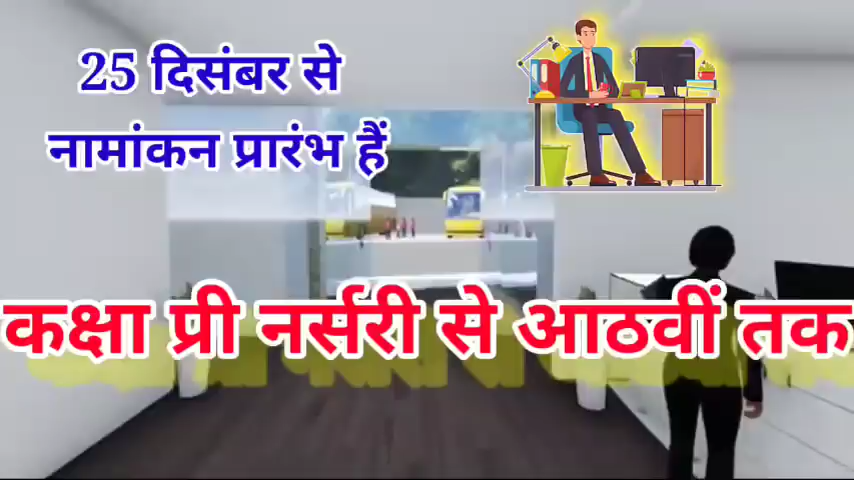 25 दिसंबर से
नामांकन प्रारंभ हैं
कक्षा प्री नर्सरी से आठवीं तक